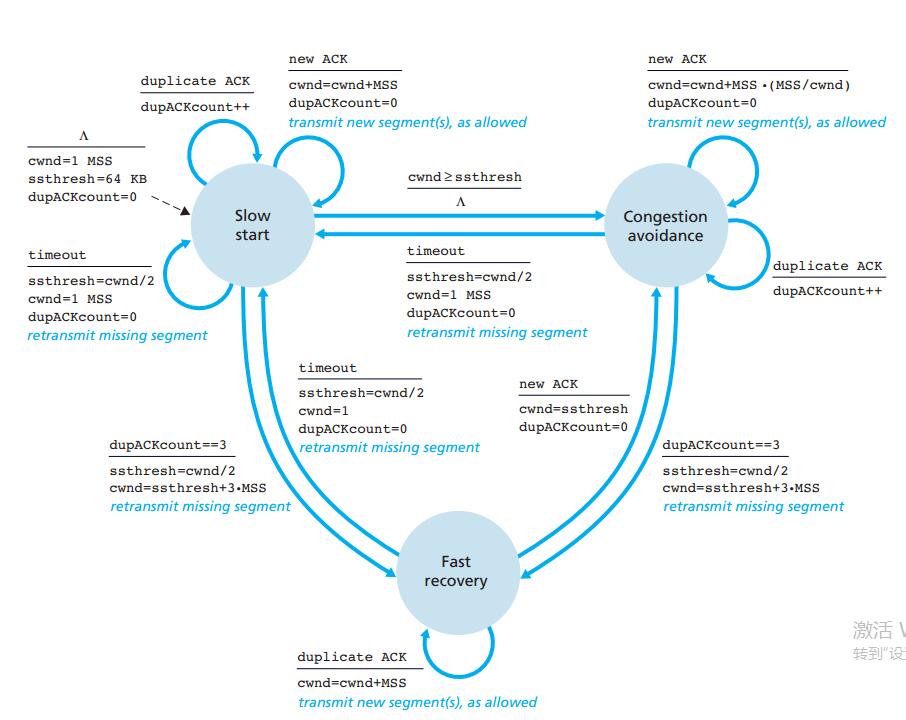 duplicate ACK
dupACKcount++
new ACK
cwnd=cwnd+MSS
dupACKcount=0
transmit new segment(s), as allowed
new ACK
cwnd=cwnd+MSS•(MSS/cwnd)
dupACKcount=0
transmit new segment(s), as allowed
Λ
cwnd=1 MSS
ssthresh=64 KB
dupACKcount=0
Slow
start
cwnd≥ssthresh
Λ
Congestion
avoidance
timeout
ssthresh=cwnd/2
cwnd=1 MSS
dupACKcount=0
retransmit missing segment
timeout
ssthresh=cwnd/2
cwnd=1 MSS
dupACKcount=0
retransmit missing segment
duplicate ACK
dupACKcount++
timeout
ssthresh=cwnd/2
cwnd=1
dupACKcount=0
retransmit missing segment
new ACK
cwnd=ssthresh
dupACKcount=0
dupACKcount==3
ssthresh=cwnd/2
cwnd=ssthresh+3•MSS
retransmit missing segment
dupACKcount==3
ssthresh=cwnd/2
cwnd=ssthresh+3•MSS
retransmit missing segment
Fast
recovery
duplicate ACK
cwnd=cwnd+MSS
transmit new segment(s), as allowed
激活
转到"设